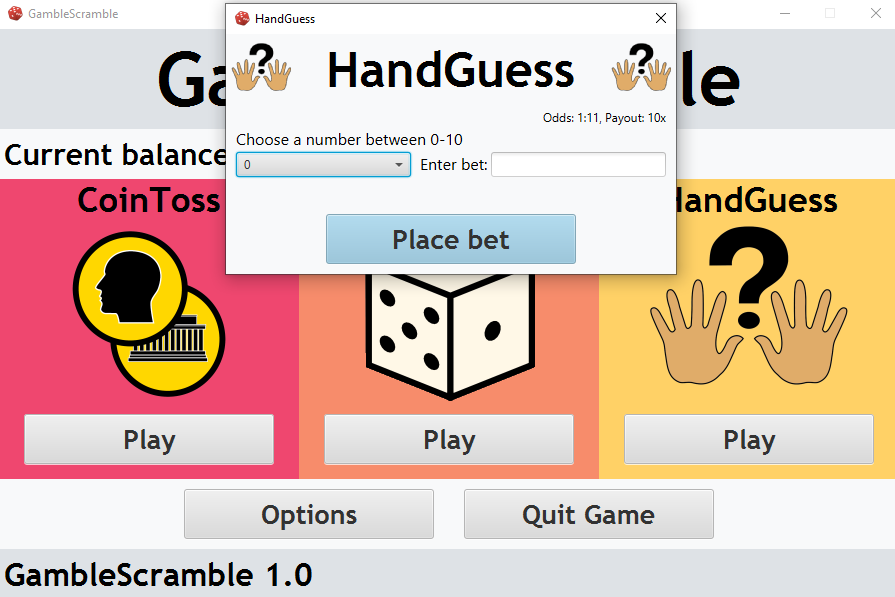 GambleScramble
HandGuess
HandGuess
Odds: 1:11, Payout: 10x
Choose a number between 0-10
0
Enter bet:
Place bet
Current balance
CoinToss
HandGuess
Play
Play
Play
Options
Quit Game
GambleScramble 1.0